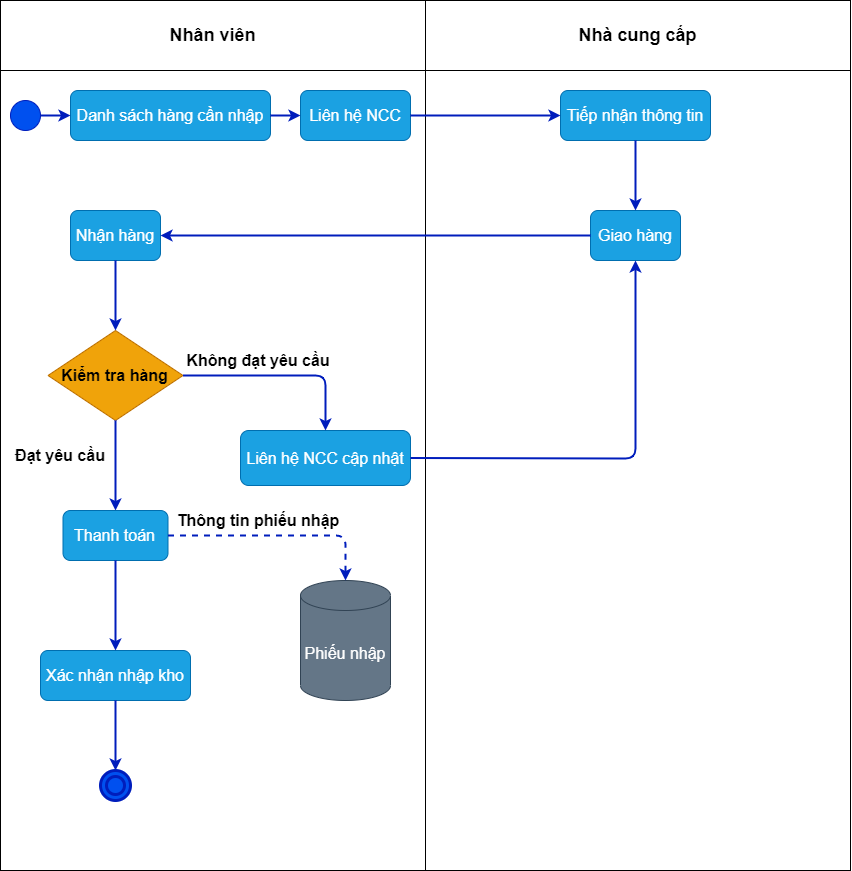 Nhân viên
Nhà cung cấp
Danh sách hàng cần nhập
Liên hệ NCC
Tiếp nhận thông tin
Nhận hàng
Giao hàng
Kiểm tra hàng
Không đạt yêu cầu
Đạt yêu cầu
Liên hệ NCC cập nhật
Thanh toán
Thông tin phiếu nhập
Phiếu nhập
Xác nhận nhập kho